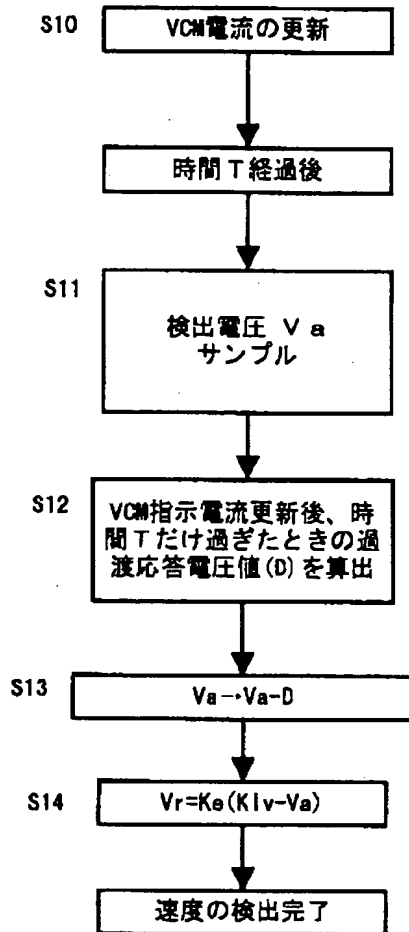 S10
VCM電流の更新
時間T経過後
S11
検出電圧 Va
サンプル
S12
VCM指示電流更新後、時
間Tだけ過ぎたときの過
渡応答電圧値(D)を算出
S13
Va→Va-D
S14
Vr=Ke(KIv-Va)
速度の検出完了